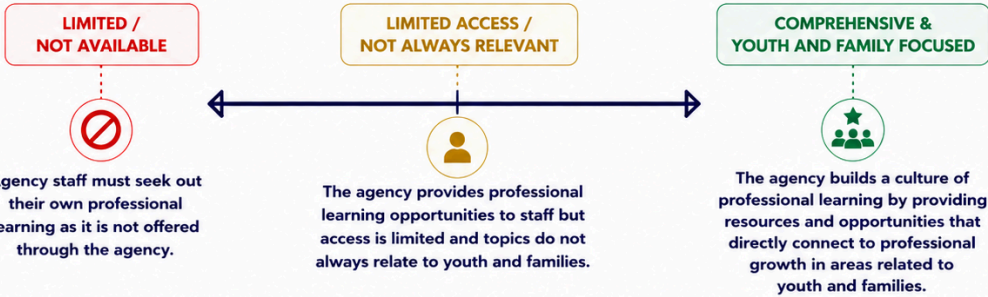 LIMITED /
NOT AVAILABLE
LIMITED ACCESS /
NOT ALWAYS RELEVANT
COMPREHENSIVE &
YOUTH AND FAMILY FOCUSED
gency staff must seek out
their own professional
earning as it is not offered
through the agency.
The agency provides professional
learning opportunities to staff but
access is limited and topics do not
always relate to youth and families.
The agency builds a culture of
professional learning by providing
resources and opportunities that
directly connect to professional
growth in areas related to
youth and families.